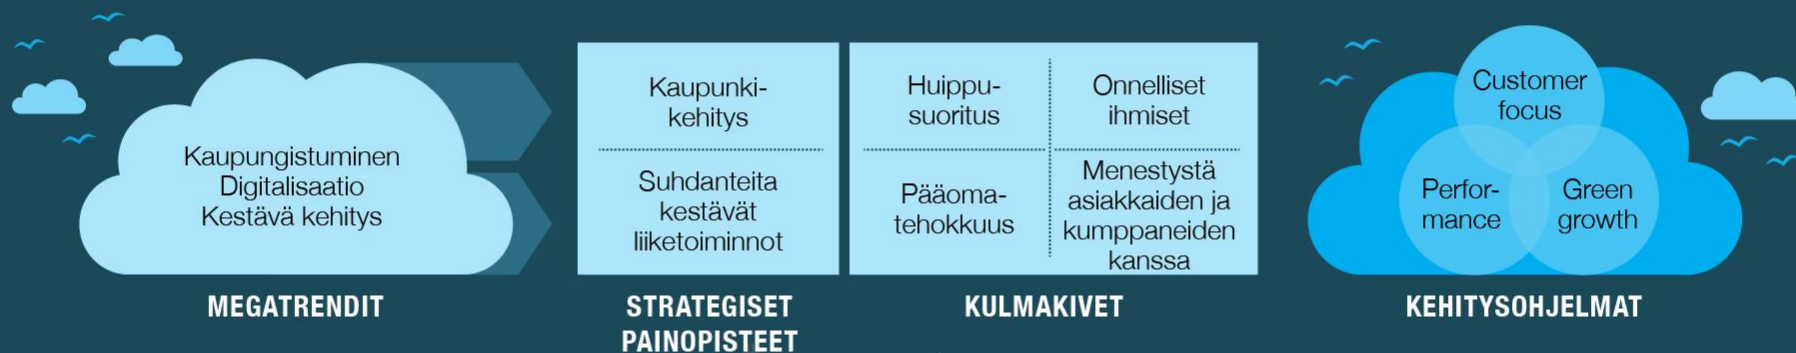 Kaupungistuminen
Digitalisaatio
Kestävä kehitys
MEGATRENDIT
Kaupunki-
kehitys
Suhdanteita
kestävät
liiketoiminnot
STRATEGISET
PAINOPISTEET
Huippu-
suoritus
Onnelliset
ihmiset
Pääoma-
tehokkuus
Menestystä
asiakkaiden ja
kumppaneiden
kanssa
KULMAKIVET
Customer
focus
Perfor-
mance
Green
growth
KEHITYSOHJELMAT